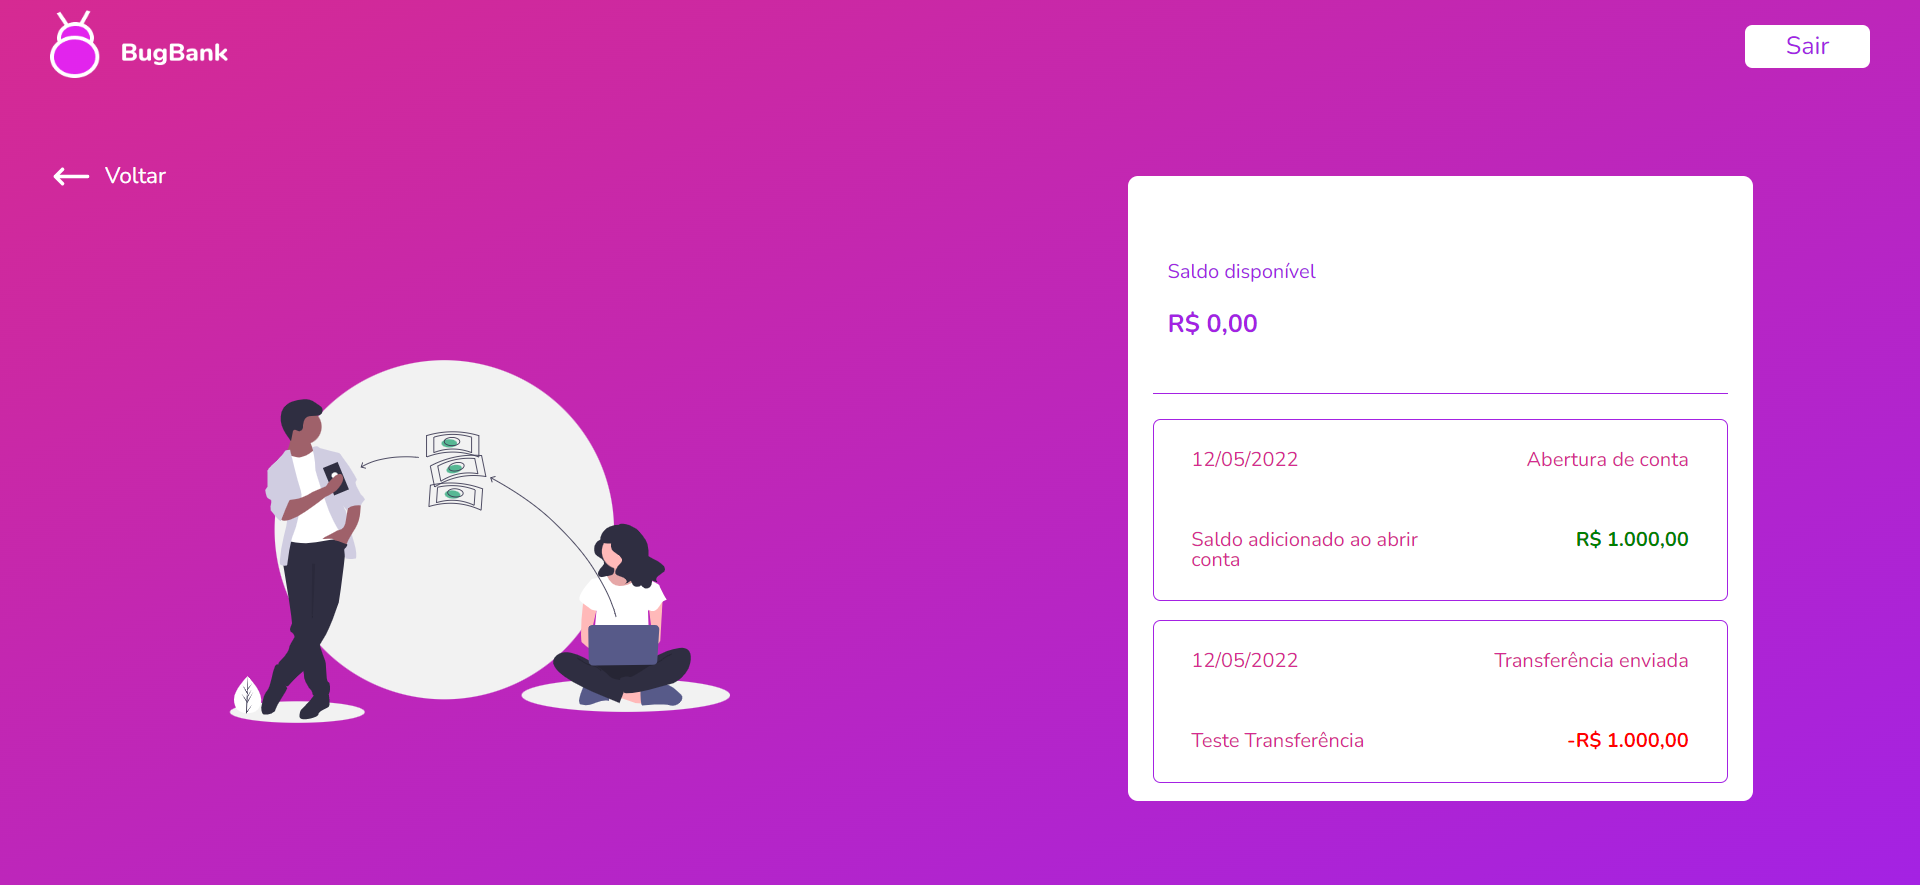 BugBank
Sair
Voltar
Saldo disponível
R$ 0,00
12/05/2022
Abertura de conta
Saldo adicionado ao abrir
conta
R$ 1.000,00
12/05/2022
Transferência enviada
Teste Transferência
-R$ 1.000,00